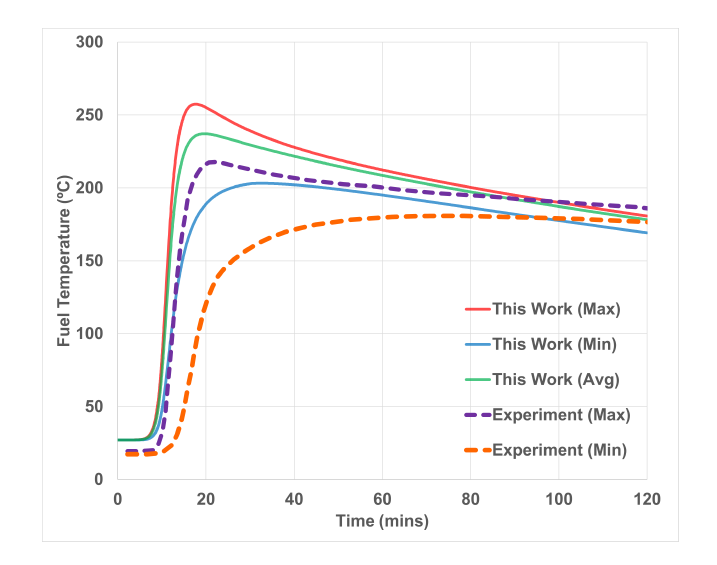 300
250
200
150
100
50
0
Fuel Temperature (ºC)
0 20 40 60 80 100 120
Time (mins)
This Work (Max)
This Work (Min)
This Work (Avg)
Experiment (Max)
Experiment (Min)